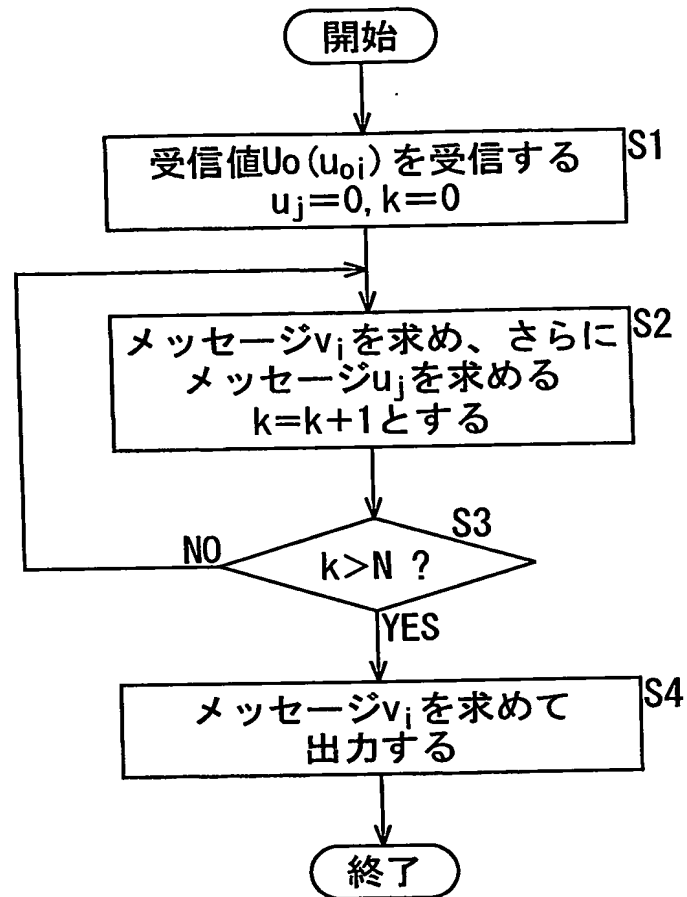 開始
S1
受信値U₀(u₀ᵢ)を受信する
uⱼ=0, k=0
S2
メッセージvᵢを求め、さらに
メッセージuⱼを求める
k=k+1とする
S3
NO
k>N ?
YES
S4
メッセージvᵢを求めて
出力する
終了